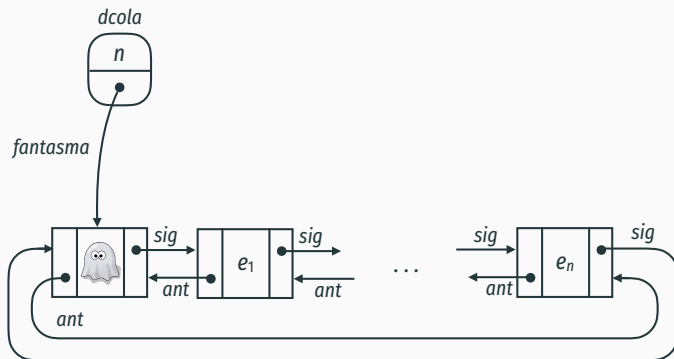 dcola
n
fantasma
sig
sig
sig
sig
e₁
. . .
eₙ
ant
ant
ant
ant